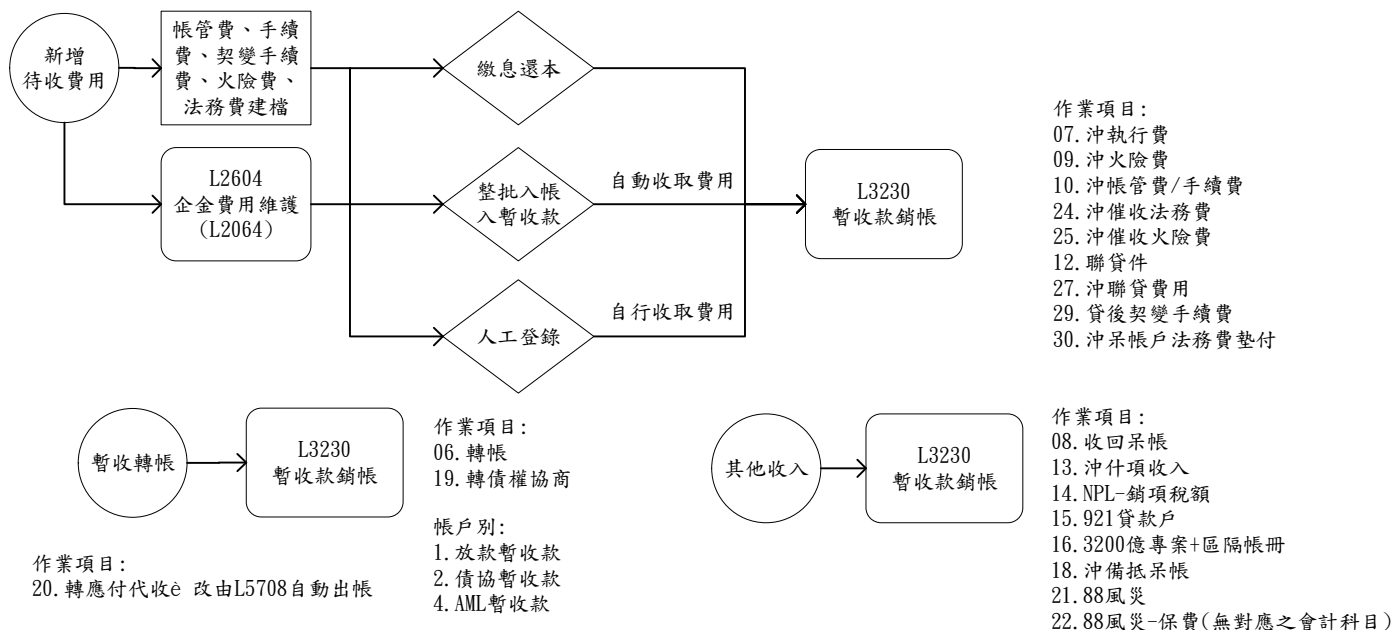 新增
待收費用
帳管費、手續
費、契變手續
費、火險費、
法務費建檔
繳息還本
L2604
企金費用維護
(L2064)
整批入帳
入暫收款
自動收取費用
人工登錄
自行收取費用
L3230
暫收款銷帳
作業項目:
07.沖執行費
09.沖火險費
10.沖帳管費/手續費
24.沖催收法務費
25.沖催收火險費
12.聯貸件
27.沖聯貸費用
29.貸後契變手續費
30.沖呆帳戶法務費墊付
暫收轉帳
L3230
暫收款銷帳
作業項目:
06.轉帳
19.轉債權協商
帳戶別:
1.放款暫收款
2.債協暫收款
4.AML暫收款
作業項目:
20.轉應付代收è 改由L5708自動出帳
其他收入
L3230
暫收款銷帳
作業項目:
08.收回呆帳
13.沖什項收入
14.NPL-銷項稅額
15.921貸款戶
16.3200億專案+區隔帳冊
18.沖備抵呆帳
21.88風災
22.88風災-保費(無對應之會計科目)